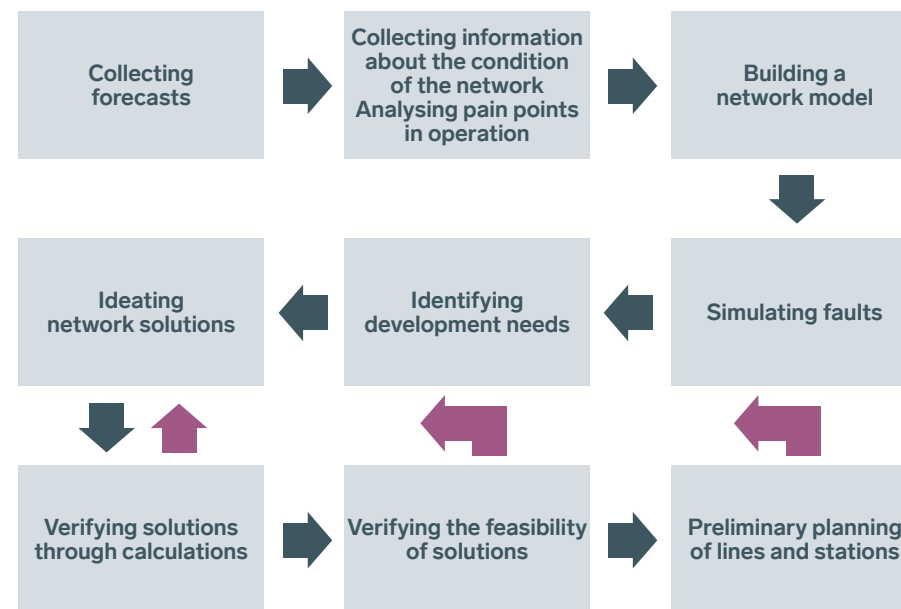 Collecting
forecasts
Collecting information
about the condition
of the network
Analysing pain points
in operation
Building a
network model
Ideating
network solutions
Identifying
development needs
Simulating faults
Verifying solutions
through calculations
Verifying the feasibility
of solutions
Preliminary planning
of lines and stations